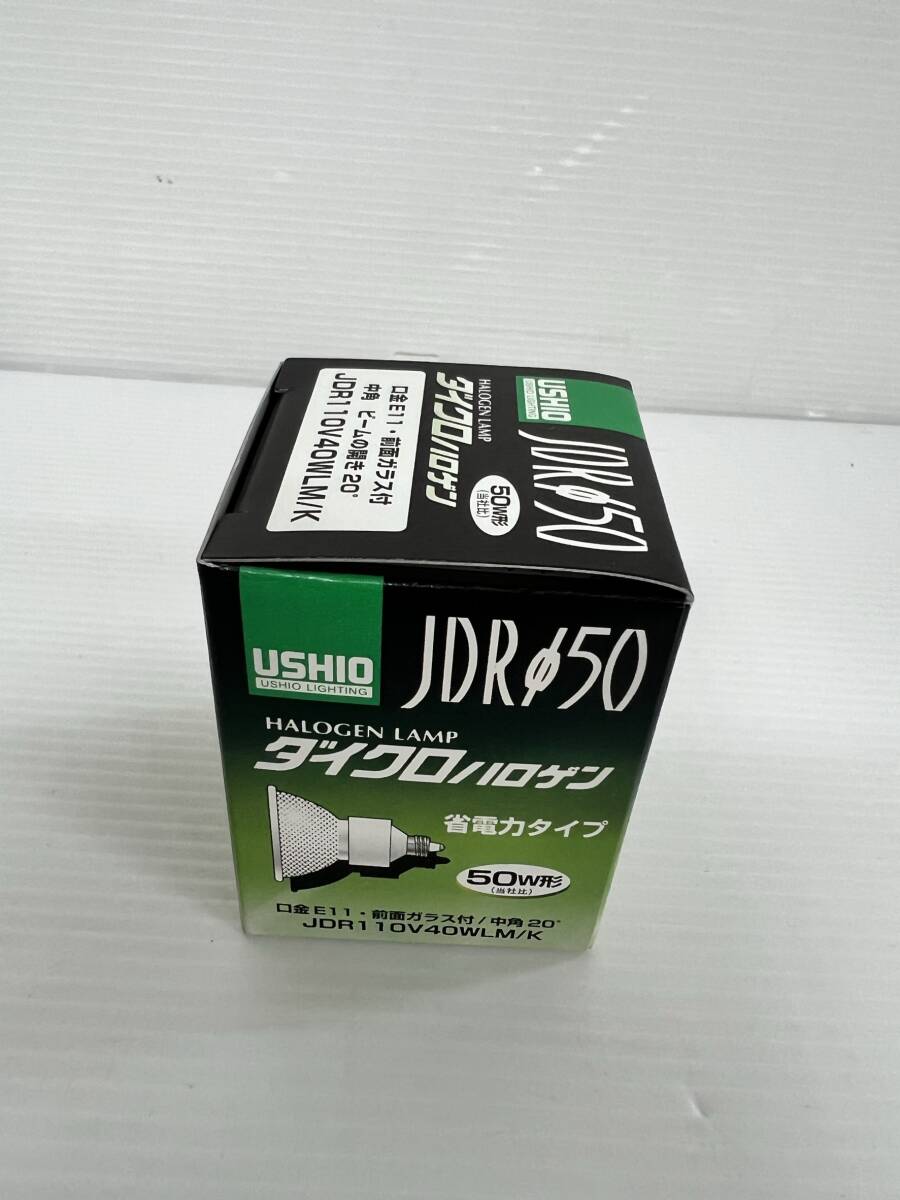 USHIO
USHIO LIGHTING
JDRφ50
HALOGEN LAMP
ダイクロハロゲン
50W形
(当社比)
口金E11・前面ガラス付
中角 ビームの開き20°
JDR110V40WLM/K
USHIO
USHIO LIGHTING
JDRφ50
HALOGEN LAMP
ダイクロハロゲン
省電力タイプ
50W形
(当社比)
口金E11・前面ガラス付/中角20°
JDR110V40WLM/K